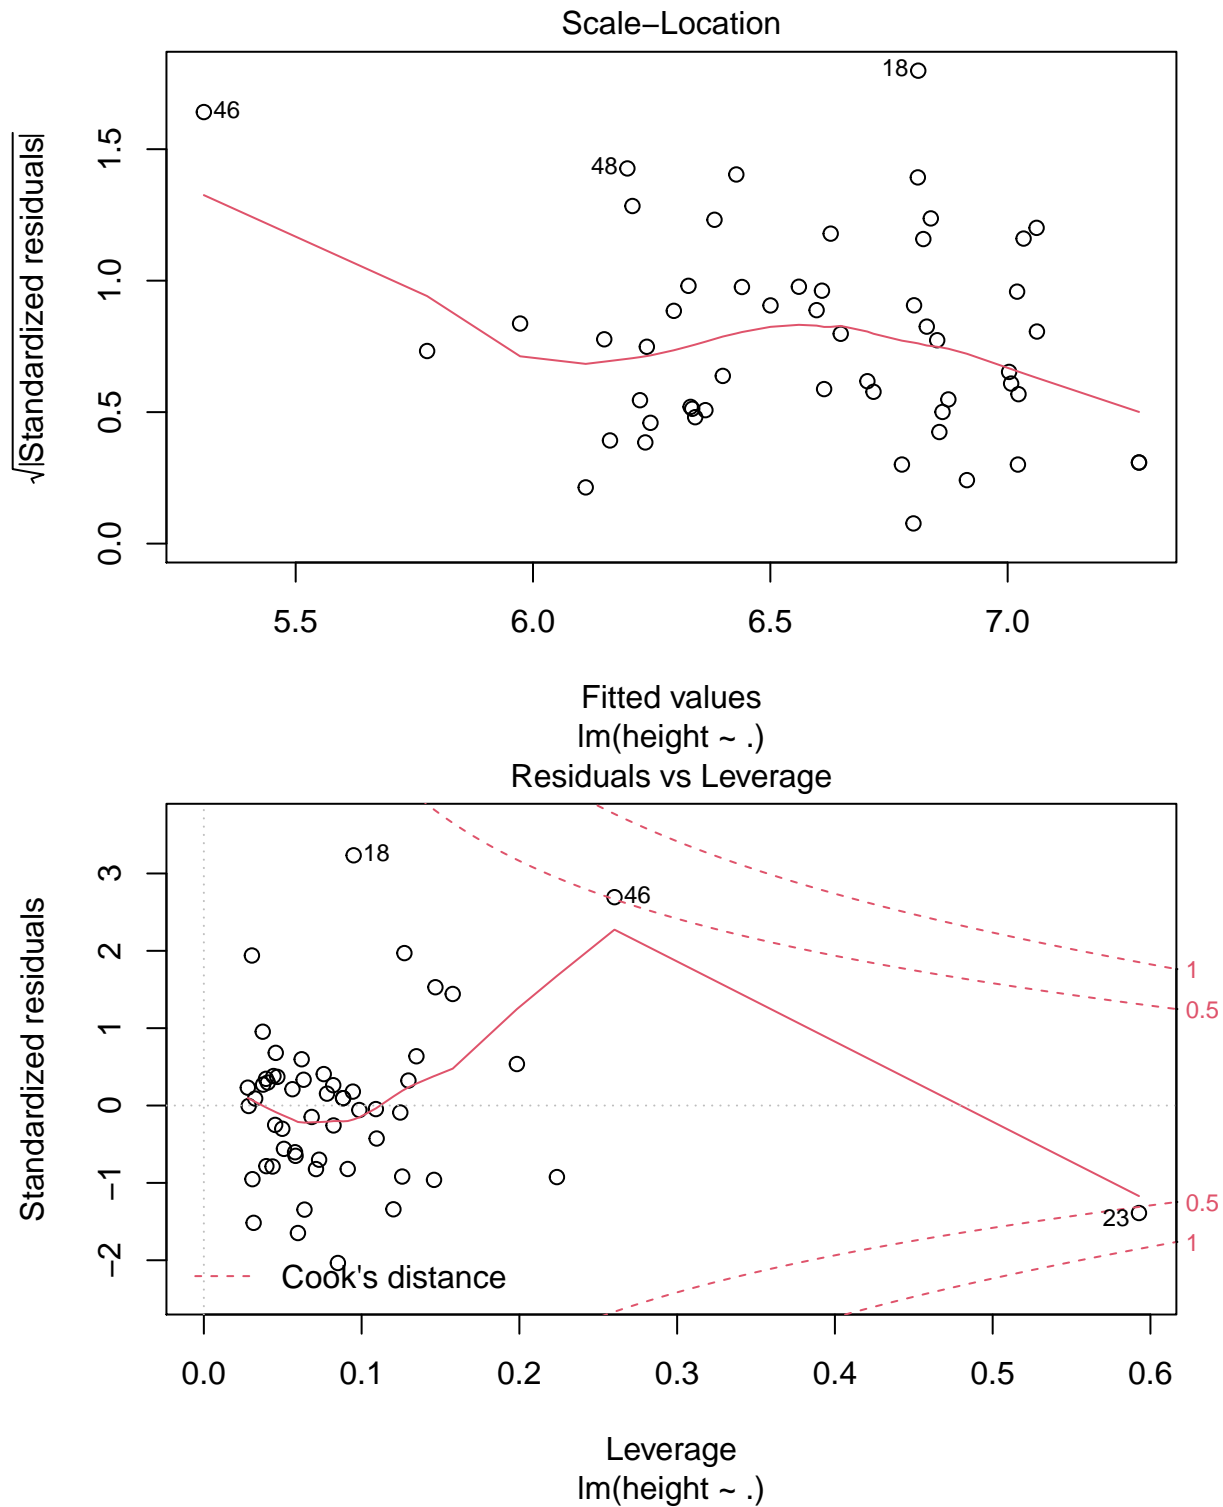 Scale−Location
√|Standardized residuals|
0.0 0.5 1.0 1.5
46
48
18
5.5 6.0 6.5 7.0
Fitted values
lm(height ~ .)
Residuals vs Leverage
Standardized residuals
−2 −1 0 1 2 3
18
46
23
1
0.5
0.5
1
Cook's distance
0.0 0.1 0.2 0.3 0.4 0.5 0.6
Leverage
lm(height ~ .)